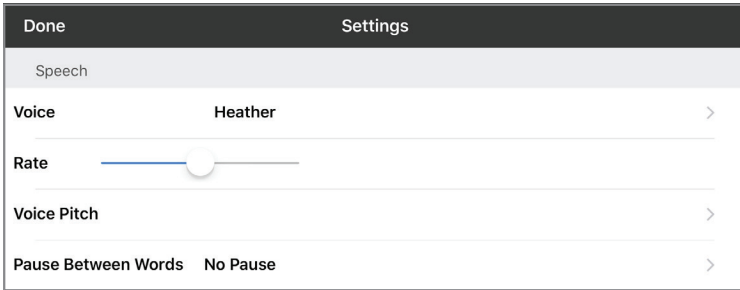 Done Settings
Speech
Voice Heather
Rate
Voice Pitch
Pause Between Words No Pause